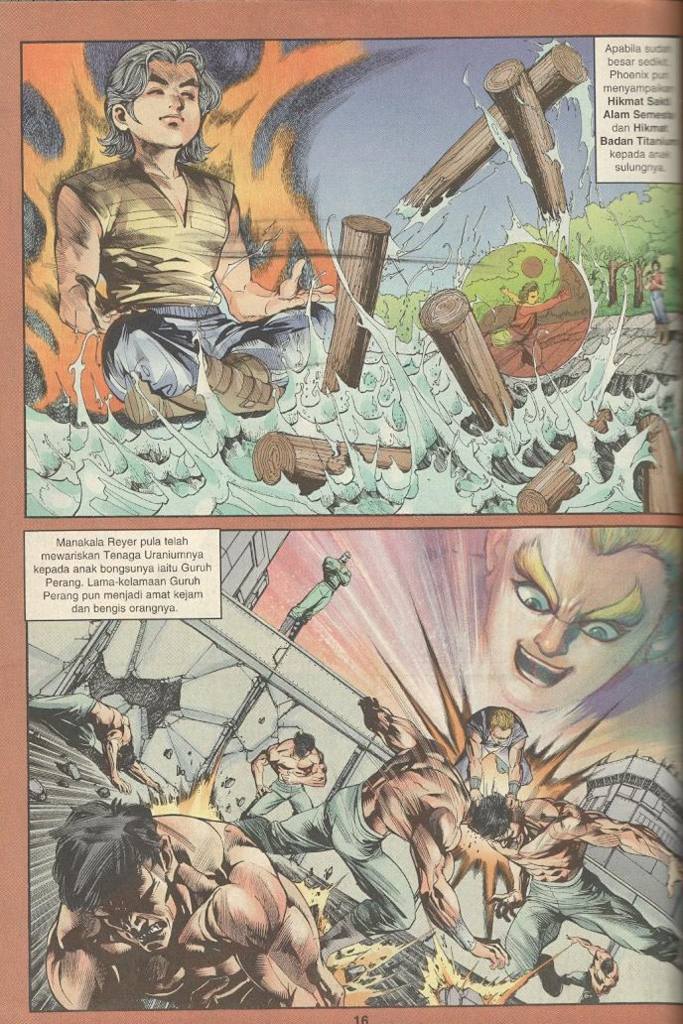 Apabila sudah
besar sedikit,
Phoenix pun
menyampaikan
Hikmat Sakti
Alam Semesta
dan Hikmat
Badan Titanium
kepada anak
sulungnya.
Manakala Reyer pula telah
mewariskan Tenaga Uraniumnya
kepada anak bongsunya iaitu Guruh
Perang. Lama-kelamaan Guruh
Perang pun menjadi amat kejam
dan bengis orangnya.
16